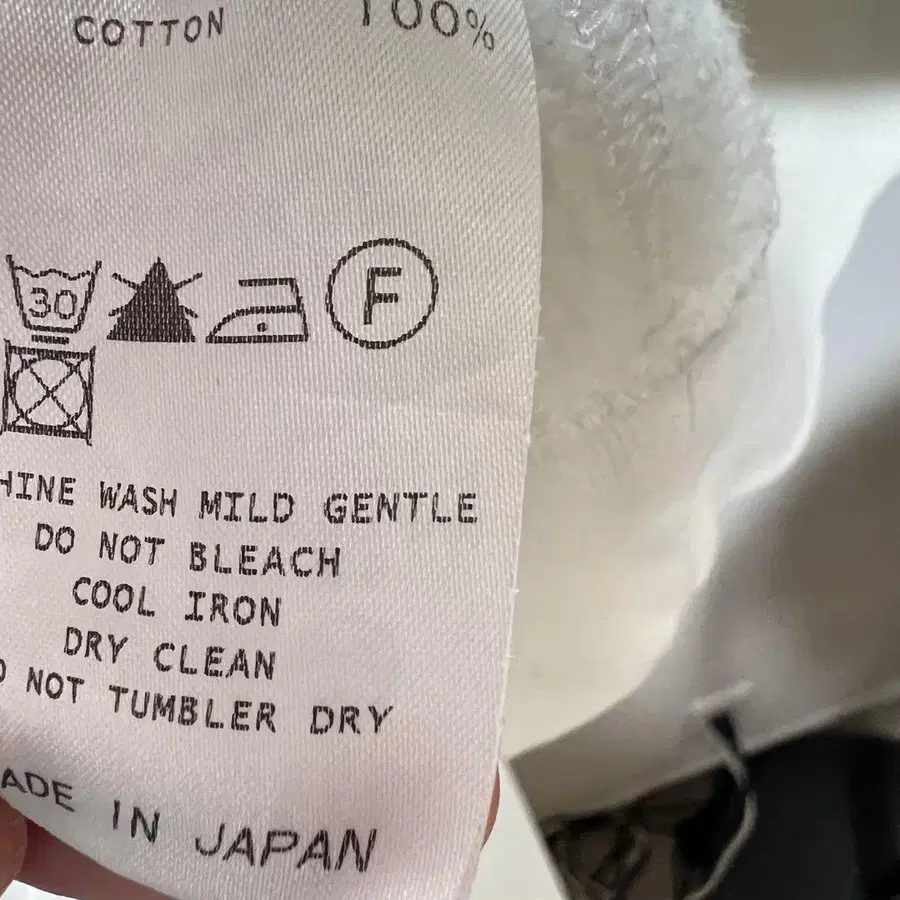 COTTON 100%
30 F
HINE WASH MILD GENTLE
DO NOT BLEACH
COOL IRON
DRY CLEAN
O NOT TUMBLER DRY
ADE IN JAPAN